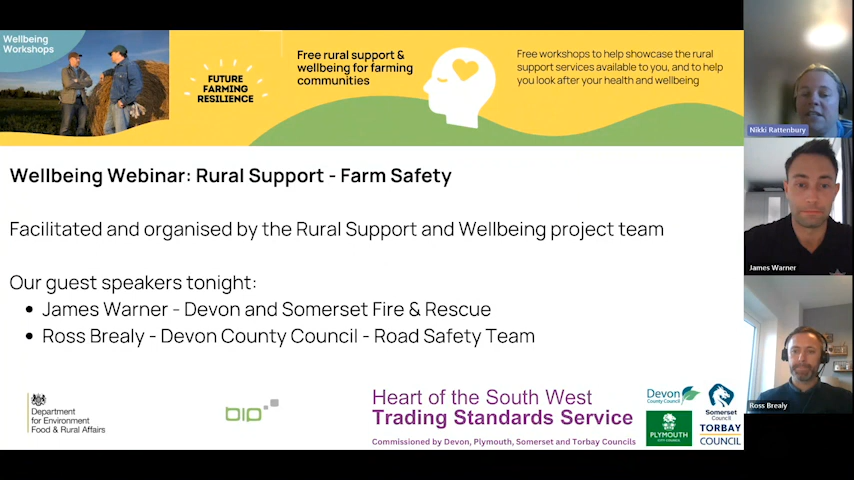 Wellbeing
Workshops
FUTURE
FARMING
RESILIENCE
Free rural support &
wellbeing for farming
communities
Free workshops to help showcase the rural
support services available to you, and to help
you look after your health and wellbeing
Nikki Rattenbury
Wellbeing Webinar: Rural Support - Farm Safety
Facilitated and organised by the Rural Support and Wellbeing project team
James Warner
Our guest speakers tonight:
• James Warner - Devon and Somerset Fire & Rescue
• Ross Brealy - Devon County Council - Road Safety Team
Ross Brealy
Department
for Environment
Food & Rural Affairs
bip
Heart of the South West
Trading Standards Service
Commissioned by Devon, Plymouth, Somerset and Torbay Councils
Devon
County Council
Somerset
Council
PLYMOUTH
CITY COUNCIL
TORBAY
COUNCIL